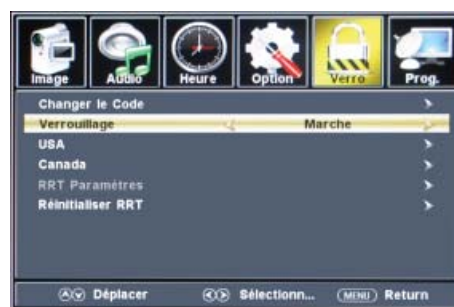 Image Audio Heure Option Verro Prog.
Changer le Code
Verrouillage Marche
USA
Canada
RRT Paramétres
Réinitialiser RRT
Déplacer Sélectionn... MENU Return